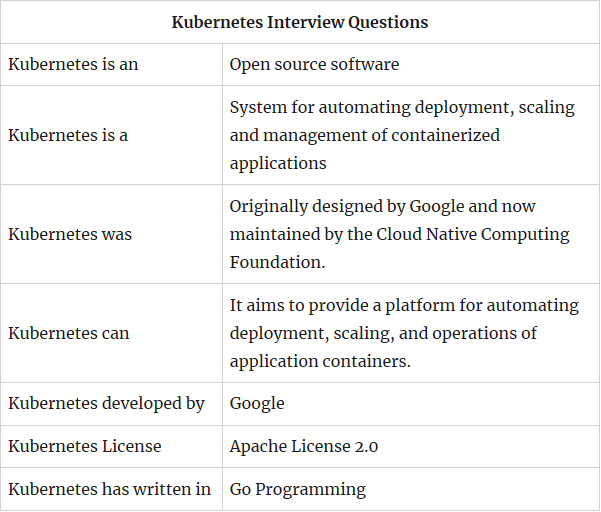 Kubernetes Interview Questions
Kubernetes is an
Open source software
Kubernetes is a
System for automating deployment, scaling
and management of containerized
applications
Kubernetes was
Originally designed by Google and now
maintained by the Cloud Native Computing
Foundation.
Kubernetes can
It aims to provide a platform for automating
deployment, scaling, and operations of
application containers.
Kubernetes developed by
Google
Kubernetes License
Apache License 2.0
Kubernetes has written in
Go Programming